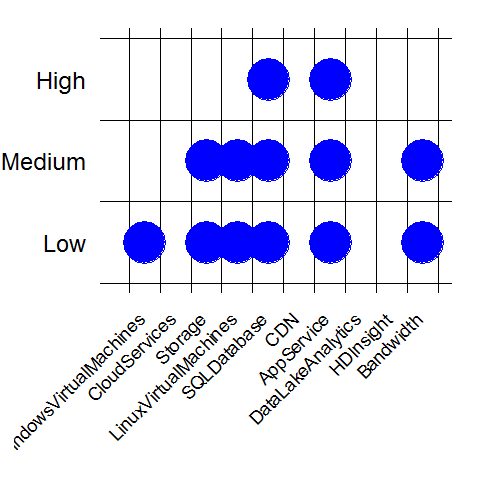 High
Medium
Low
ndowsVirtualMachines
CloudServices
Storage
LinuxVirtualMachines
SQLDatabase
CDN
AppService
DataLakeAnalytics
HDInsight
Bandwidth